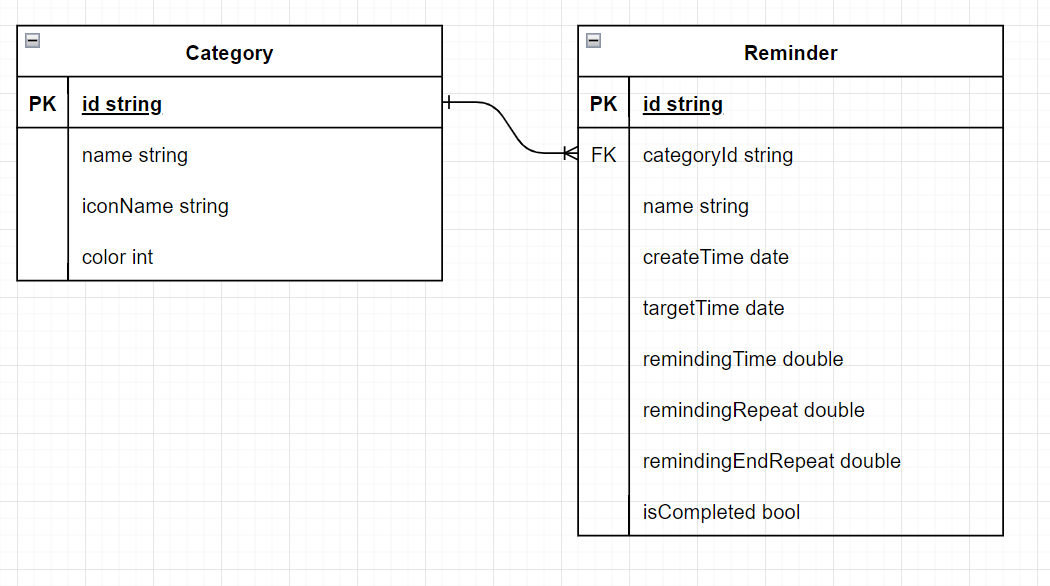 Category
PK id string
name string
iconName string
color int
Reminder
PK id string
FK categoryId string
name string
createTime date
targetTime date
remindingTime double
remindingRepeat double
remindingEndRepeat double
isCompleted bool